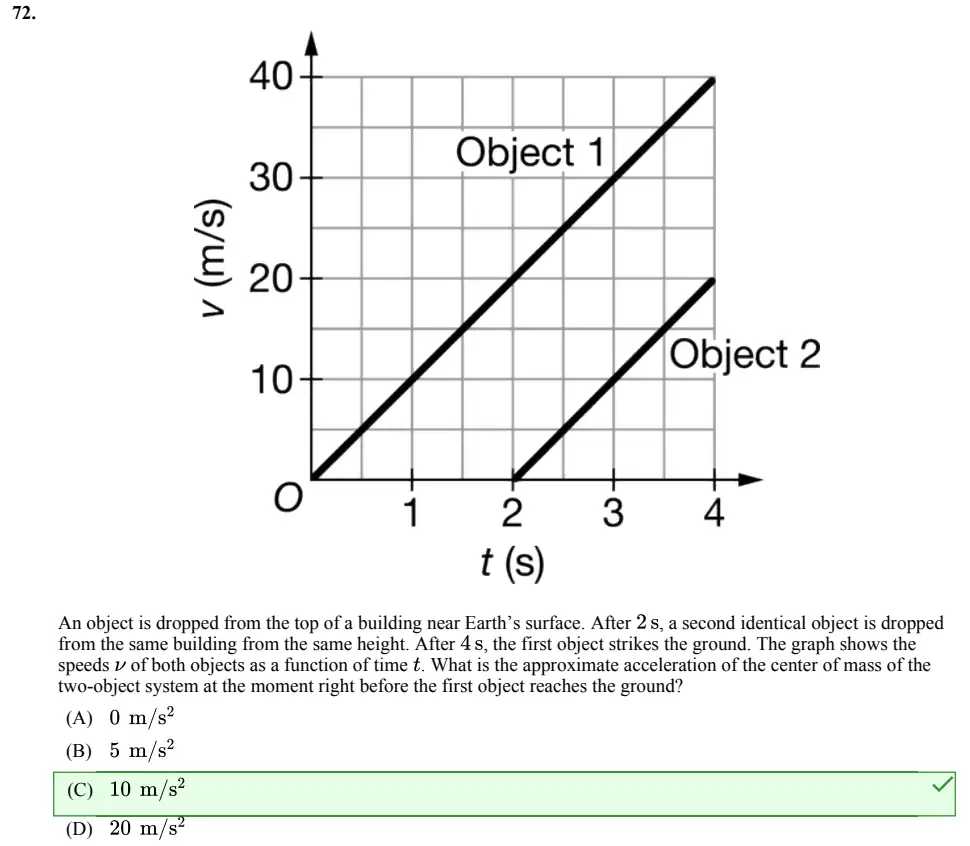 72.
40
Object 1
30
v (m/s)
20
Object 2
10
O
1 2 3 4
t (s)
An object is dropped from the top of a building near Earth’s surface. After 2 s, a second identical object is dropped
from the same building from the same height. After 4 s, the first object strikes the ground. The graph shows the
speeds ν of both objects as a function of time t. What is the approximate acceleration of the center of mass of the
two-object system at the moment right before the first object reaches the ground?
(A) 0 m/s²
(B) 5 m/s²
(C) 10 m/s²
(D) 20 m/s²